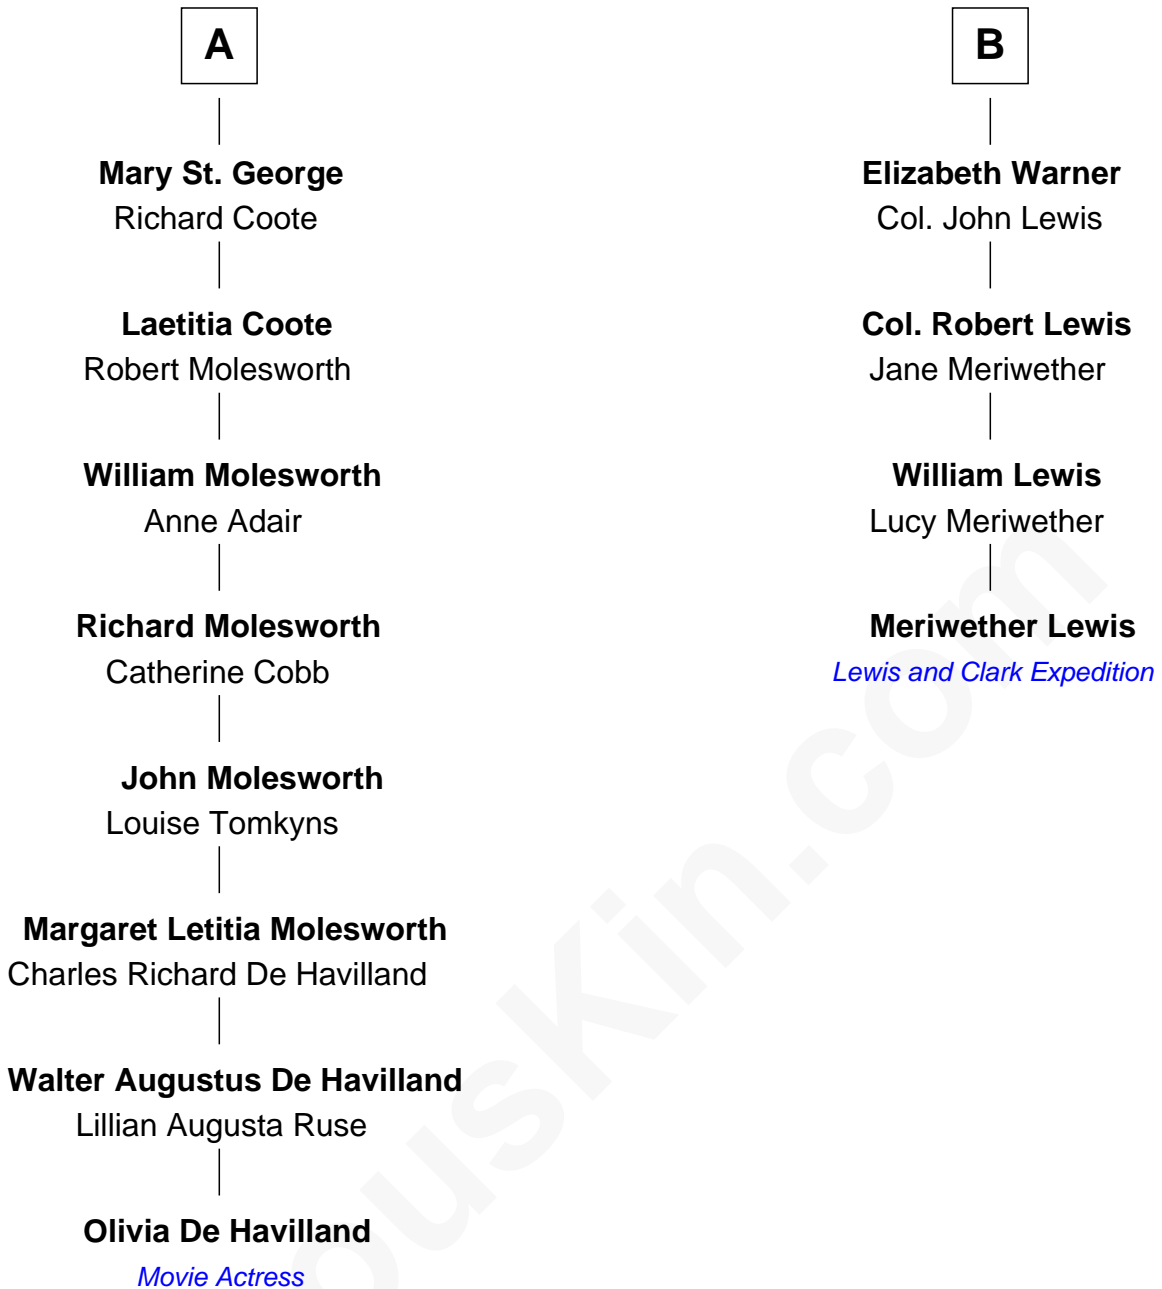 A
Mary St. George
Richard Coote
Laetitia Coote
Robert Molesworth
William Molesworth
Anne Adair
Richard Molesworth
Catherine Cobb
John Molesworth
Louise Tomkyns
Margaret Letitia Molesworth
Charles Richard De Havilland
Walter Augustus De Havilland
Lillian Augusta Ruse
Olivia De Havilland
Movie Actress
B
Elizabeth Warner
Col. John Lewis
Col. Robert Lewis
Jane Meriwether
William Lewis
Lucy Meriwether
Meriwether Lewis
Lewis and Clark Expedition
ousKin.com